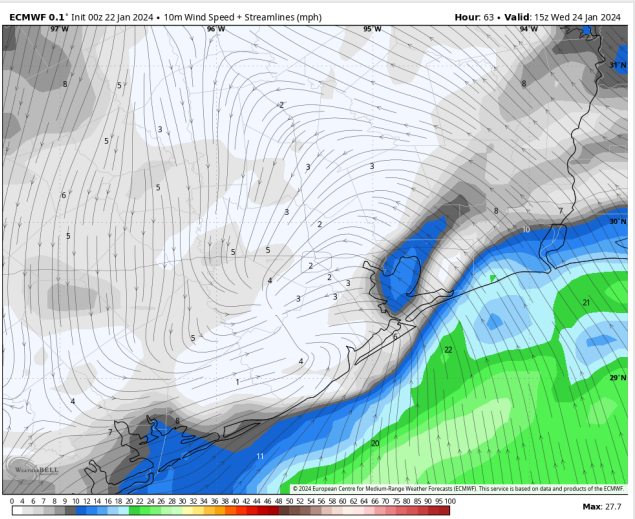 ECMWF 0.1° Init 00z 22 Jan 2024 • 10m Wind Speed + Streamlines (mph) Hour: 63 • Valid: 15z Wed 24 Jan 2024
97°W 96°W 95°W 94°W
31°N
8 5 8
2
3
5
3 3
5
6
3 8 7
2 30°N
5 10
5 5
2
4 2 3
3 3
21
5 6
22
4
29°N
1
4
8
7
20
11
WeatherBELL
© 2024 European Centre for Medium-Range Weather Forecasts (ECMWF). This service is based on data and products of the ECMWF.
0 4 6 7 8 9 10 12 14 16 18 20 22 24 26 28 30 32 34 36 38 40 42 44 46 48 50 52 54 56 58 60 62 64 66 68 70 75 80 85 90 95 100
Max: 27.7